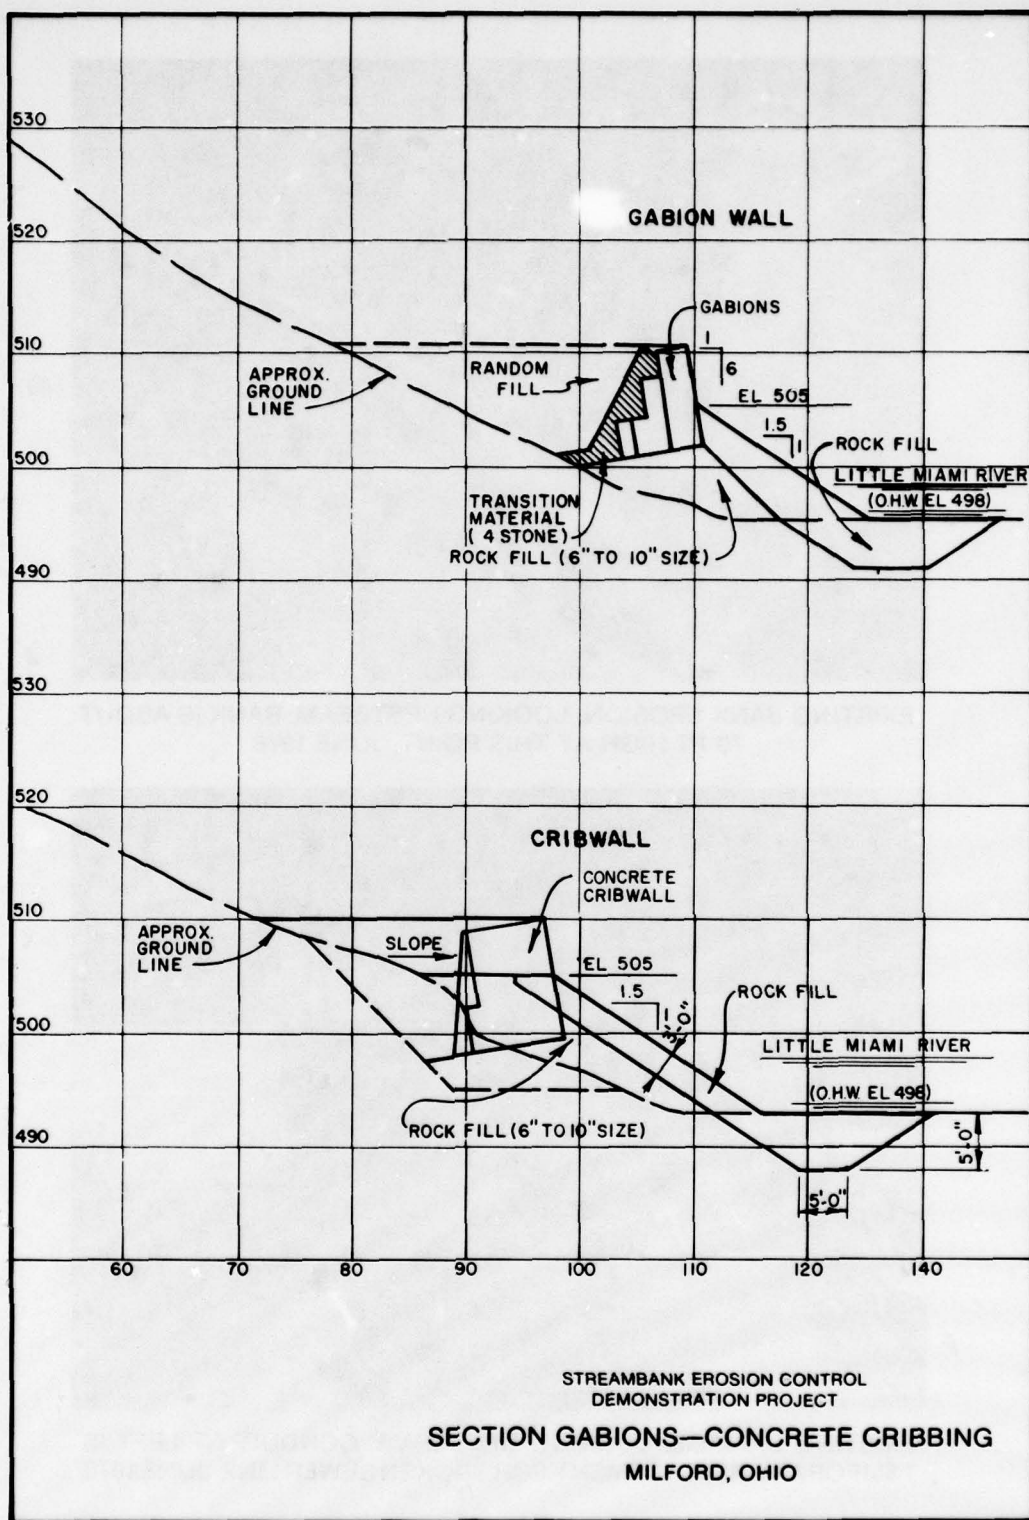 530
520
GABION WALL
GABIONS
510
1
6
RANDOM
FILL
APPROX.
GROUND
LINE
EL 505
1.5
1
ROCK FILL
500
LITTLE MIAMI RIVER
(O.H.W. EL 498)
TRANSITION
MATERIAL
( 4 STONE)
ROCK FILL (6" TO 10" SIZE)
490
530
520
CRIBWALL
CONCRETE
CRIBWALL
510
APPROX.
GROUND
LINE
SLOPE
EL 505
1.5
1
3'-0"
ROCK FILL
500
LITTLE MIAMI RIVER
(O.H.W. EL 498)
ROCK FILL (6" TO 10" SIZE)
490
5'-0"
5'-0"
60 70 80 90 100 110 120 140
STREAMBANK EROSION CONTROL
DEMONSTRATION PROJECT
SECTION GABIONS—CONCRETE CRIBBING
MILFORD, OHIO